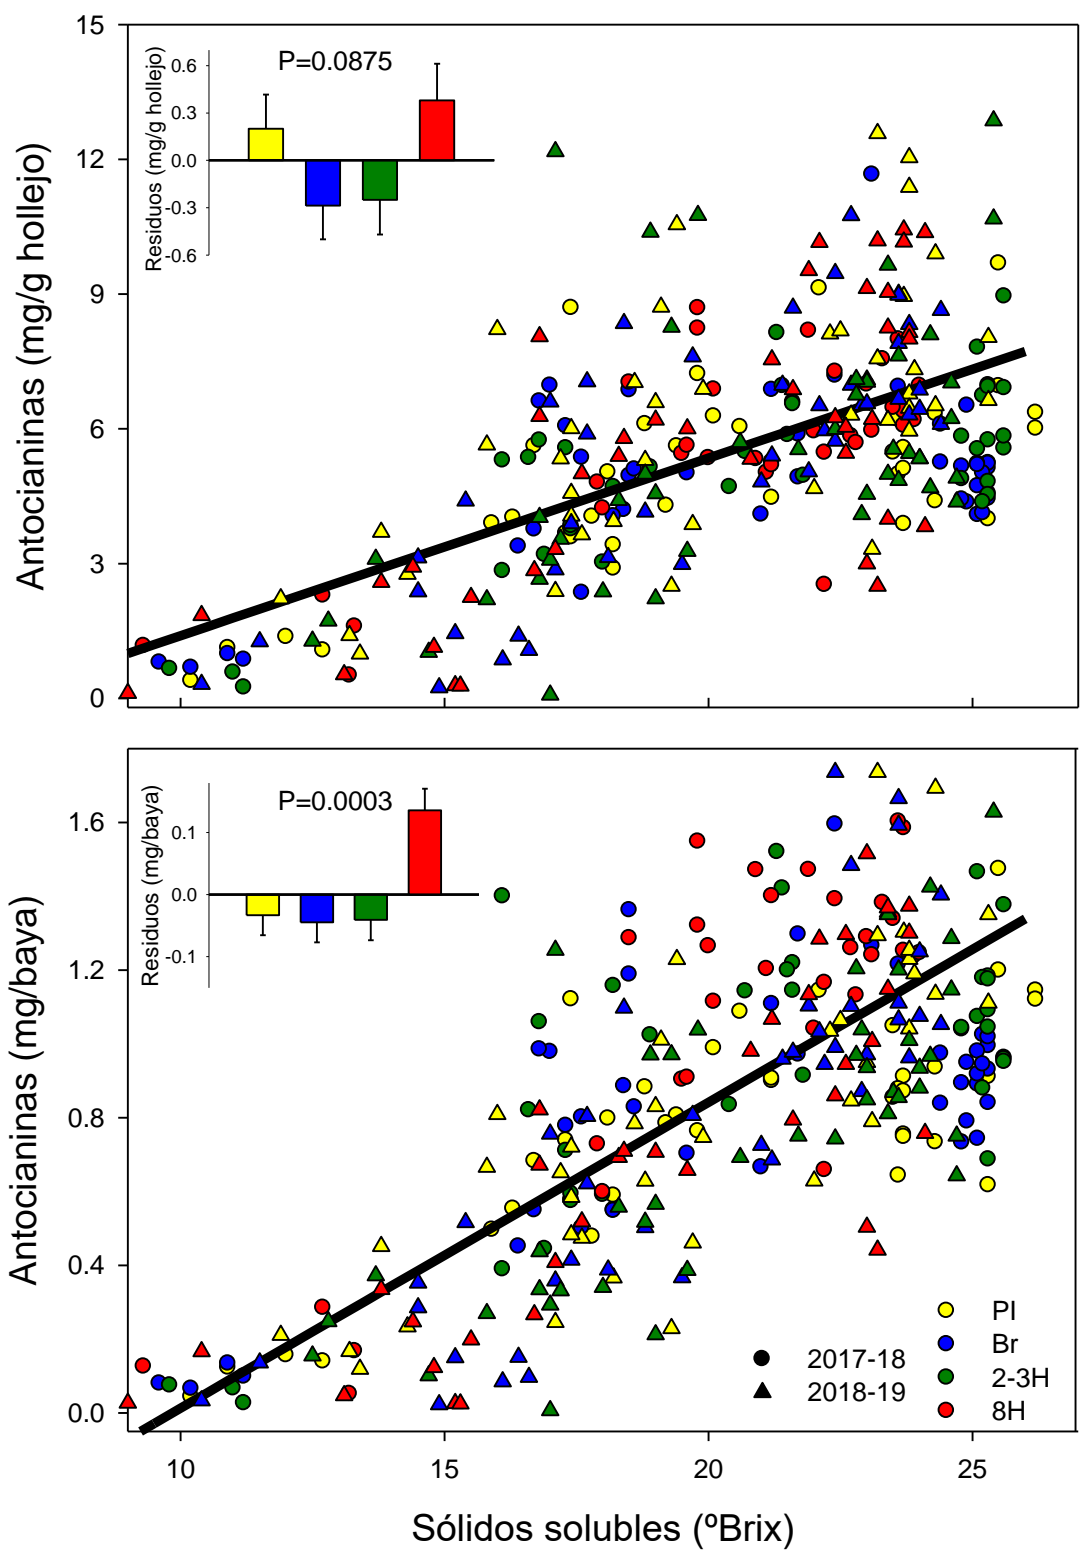 15
12
9
6
3
0
Antocianinas (mg/g hollejo)
P=0.0875
0.6
0.3
0.0
-0.3
-0.6
Residuos (mg/g hollejo)
1.6
1.2
0.8
0.4
0.0
Antocianinas (mg/baya)
P=0.0003
0.1
0.0
-0.1
Residuos (mg/baya)
2017-18
2018-19
PI
Br
2-3H
8H
10 15 20 25
Sólidos solubles (ºBrix)